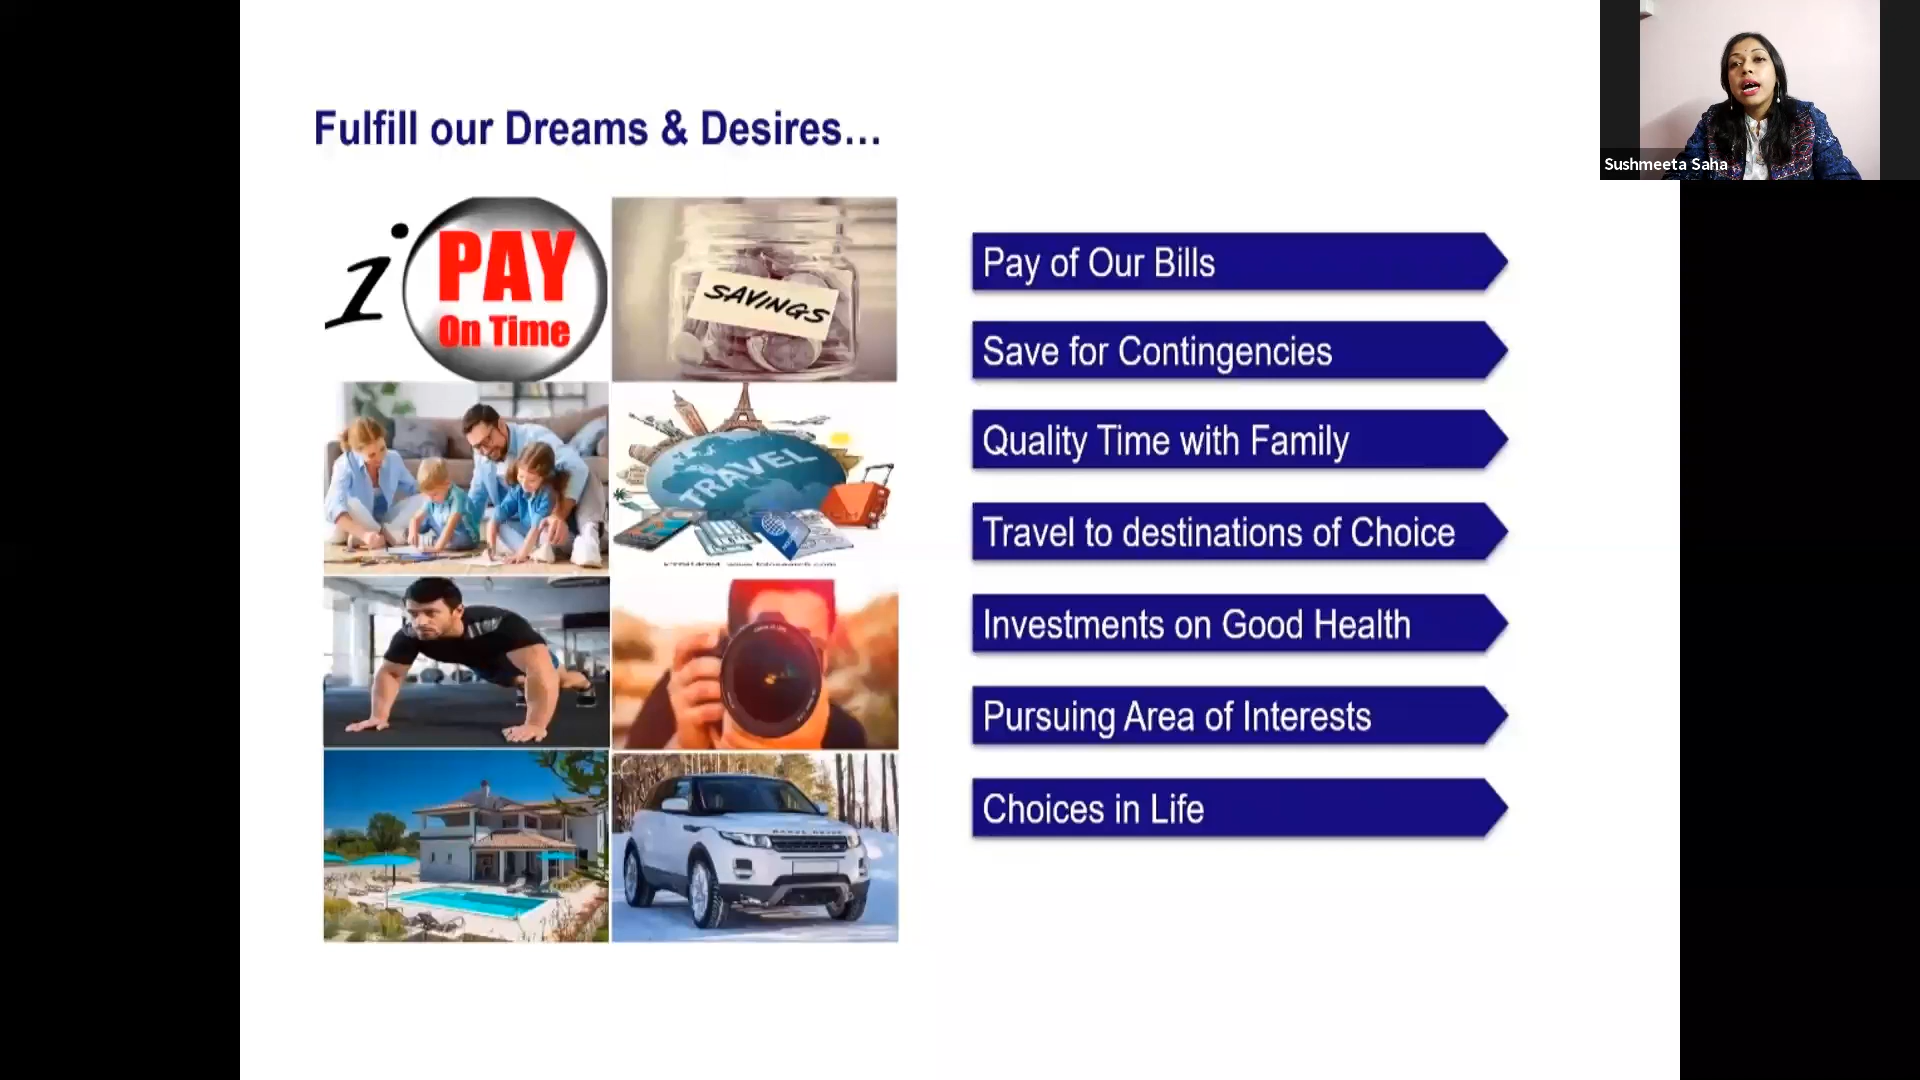 Fulfill our Dreams & Desires...
Sushmeeta Saha
i PAY
On Time
SAVINGS
TRAVEL
Pay of Our Bills
Save for Contingencies
Quality Time with Family
Travel to destinations of Choice
Investments on Good Health
Pursuing Area of Interests
Choices in Life